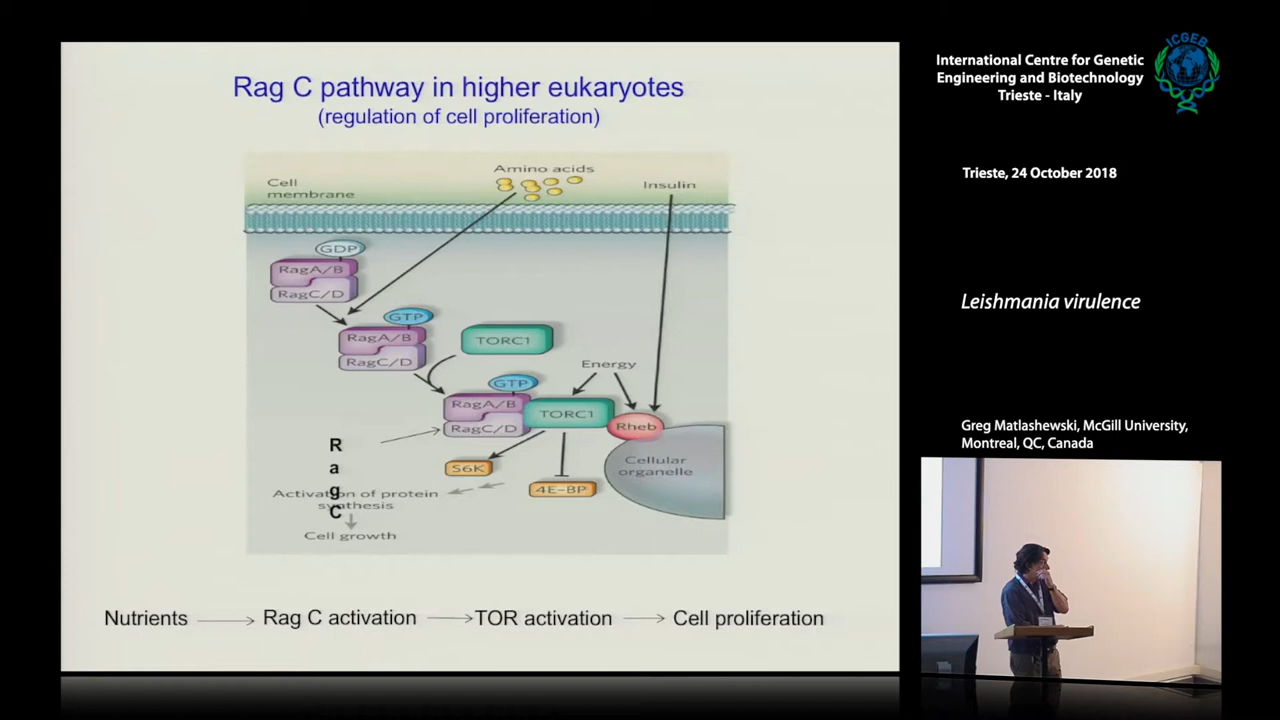 Rag C pathway in higher eukaryotes
(regulation of cell proliferation)
Amino acids
Cell
membrane
Insulin
GDP
RagA/B
RagC/D
GTP
RagA/B
RagC/D
TORC1
Energy
GTP
RagA/B
RagC/D
TORC1
Rheb
R
a
g
C
S6K
4E-BP
Cellular
organelle
Activation of protein
synthesis
Cell growth
Nutrients
Rag C activation
TOR activation
Cell proliferation
International Centre for Genetic
Engineering and Biotechnology
Trieste - Italy
ICGEB
Trieste, 24 October 2018
Leishmania virulence
Greg Matlashewski, McGill University,
Montreal, QC, Canada